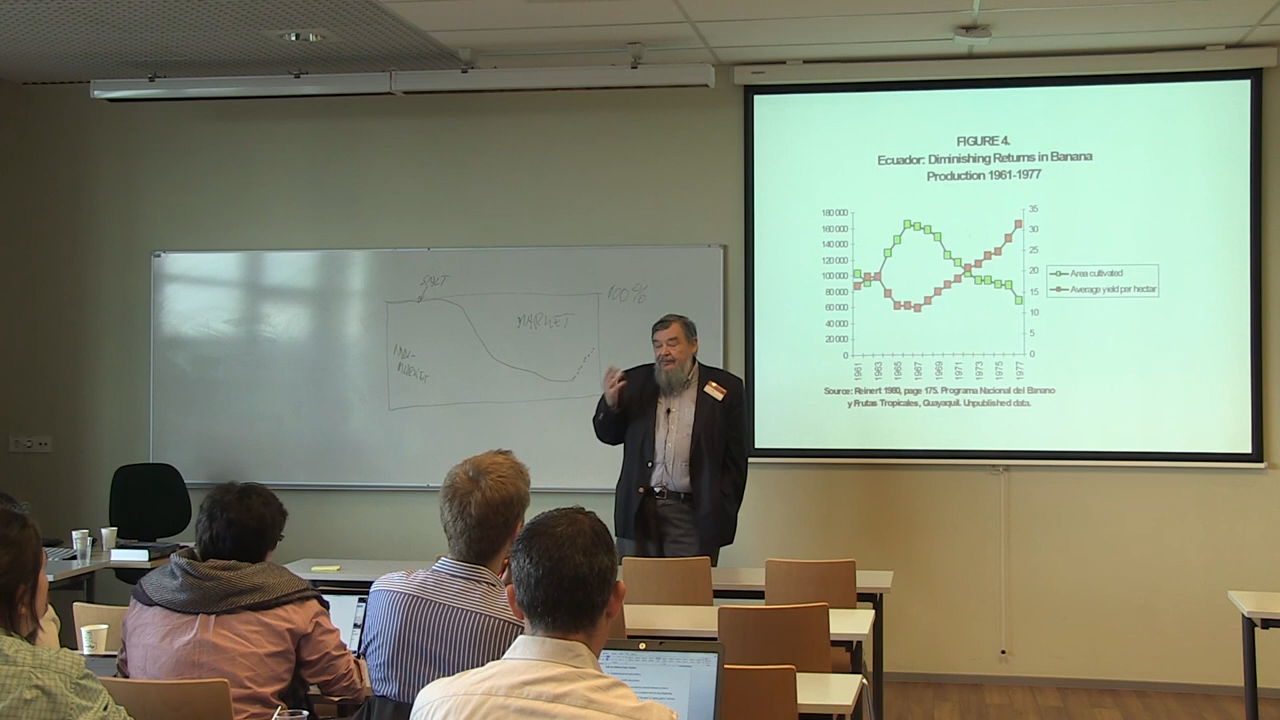 START
100%
MARKET
NON-
MARKET
FIGURE 4.
Ecuador: Diminishing Returns in Banana
Production 1961-1977
180 000
160 000
140 000
120 000
100 000
80 000
60 000
40 000
20 000
0
35
30
25
20
15
10
5
0
1961
1963
1965
1967
1969
1971
1973
1975
1977
Area cultivated
Average yield per hectar
Source: Reinert 1980, page 175. Programa Nacional del Banano
y Frutas Tropicales, Guayaquil. Unpublished data.